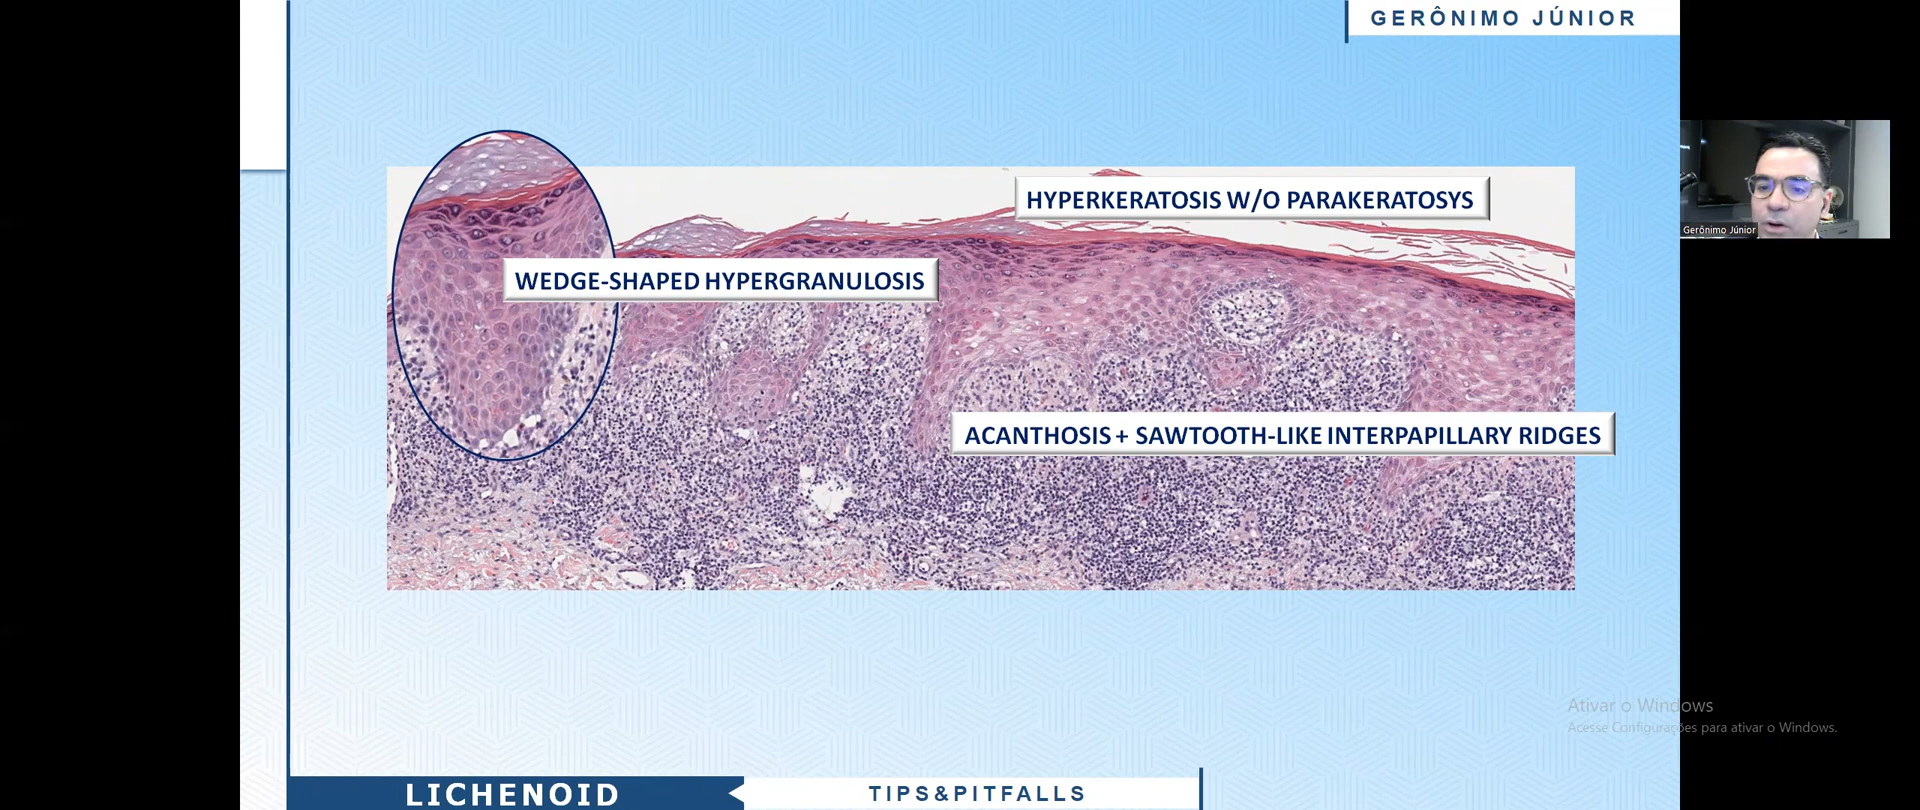 GERÔNIMO JÚNIOR
HYPERKERATOSIS W/O PARAKERATOSYS
Gerônimo Júnior
WEDGE-SHAPED HYPERGRANULOSIS
ACANTHOSIS + SAWTOOTH-LIKE INTERPAPILLARY RIDGES
Ativar o Windows
Acesse Configurações para ativar o Windows.
LICHENOID
TIPS&PITFALLS